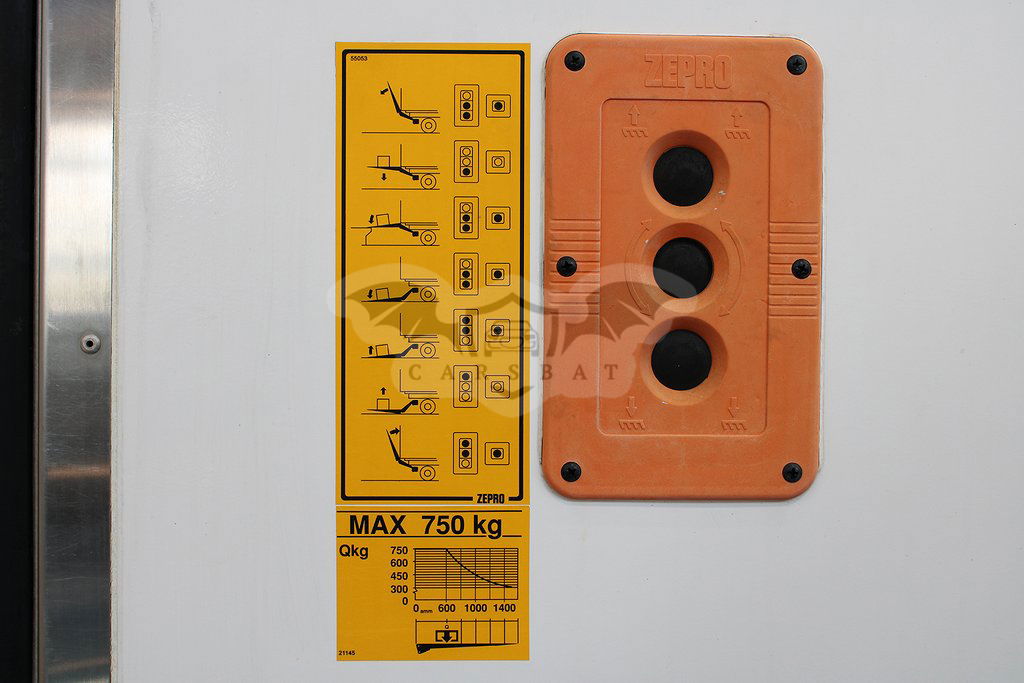 55053
ZEPRO
MAX 750 kg
Qkg
750
600
450
300
0
0 amm 600 1000 1400
Q
21145
ZEPRO
CARSBAT